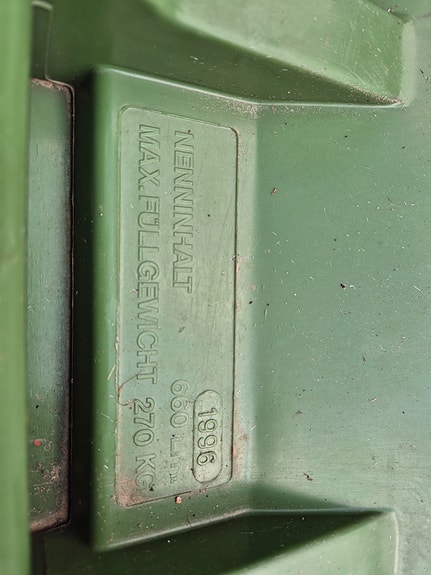 1996
NENNINHALT 660 L
MAX. FÜLLGEWICHT 270 KG